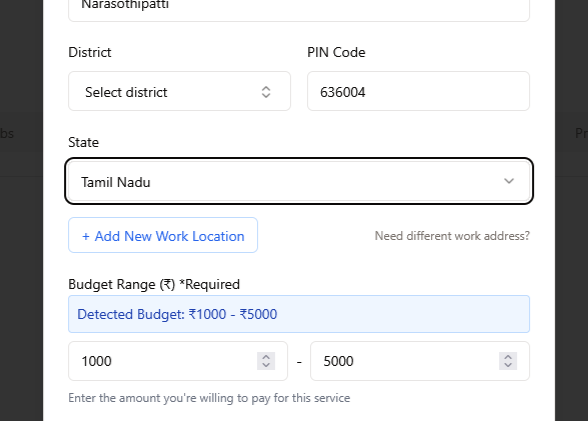 Narasothipatti
District PIN Code
Select district 636004
bs Pr
State
Tamil Nadu
+ Add New Work Location Need different work address?
Budget Range (₹) *Required
Detected Budget: ₹1000 - ₹5000
1000 - 5000
Enter the amount you're willing to pay for this service